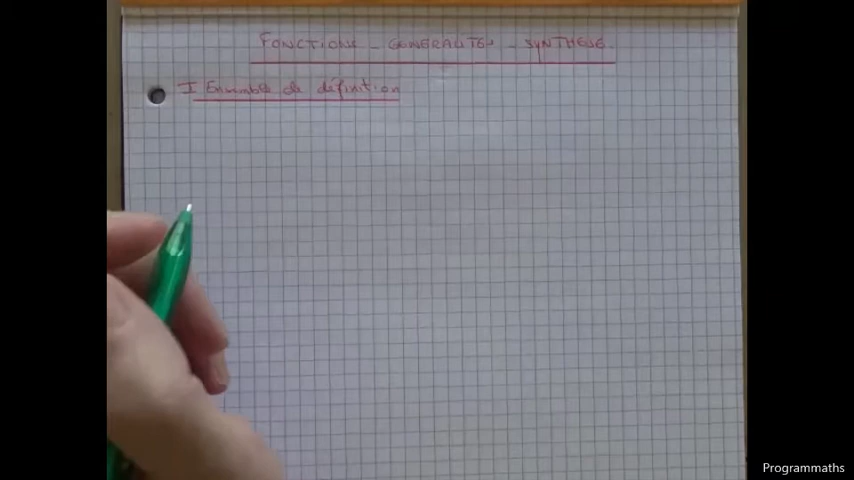 FONCTIONS - GENERALITES - SYNTHESE.
I Ensemble de définition
Programmaths